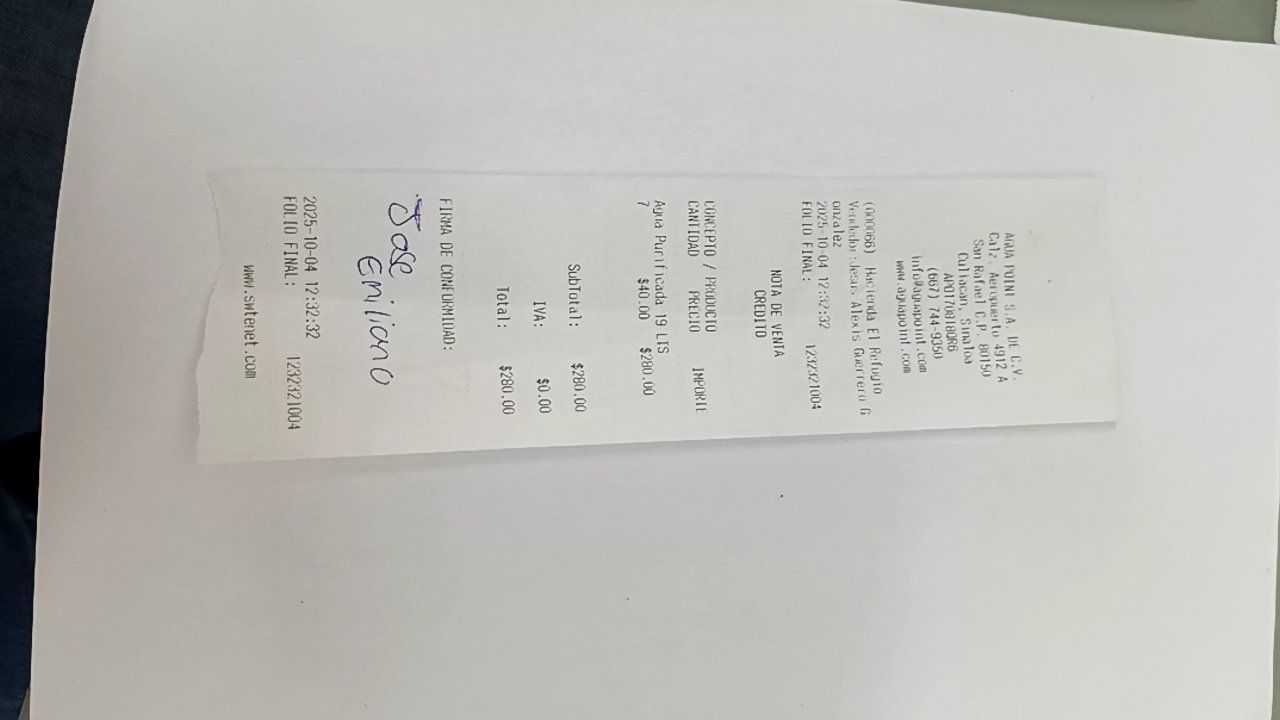 AGUA POINT S.A. DE C.V.
Calz. Aeropuerto 4912 A
San Rafael C.P. 80150
Culiacan, Sinaloa
APO170818QR6
(667) 744-9350
info@aguapoint.com
www.aguapoint.com
(000066) Hacienda El Refugio
Vendedor:Jesus Alexis Guerrero G
onzalez
2025-10-04 12:32:32
FOLIO FINAL: 1232321004
NOTA DE VENTA
CREDITO
CONCEPTO / PRODUCTO
CANTIDAD PRECIO IMPORTE
Agua Purificada 19 LTS
7 $40.00 $280.00
SubTotal: $280.00
IVA: $0.00
Total: $280.00
FIRMA DE CONFORMIDAD:
Jose
Emiliano
2025-10-04 12:32:32
FOLIO FINAL: 1232321004
www.swtenet.com